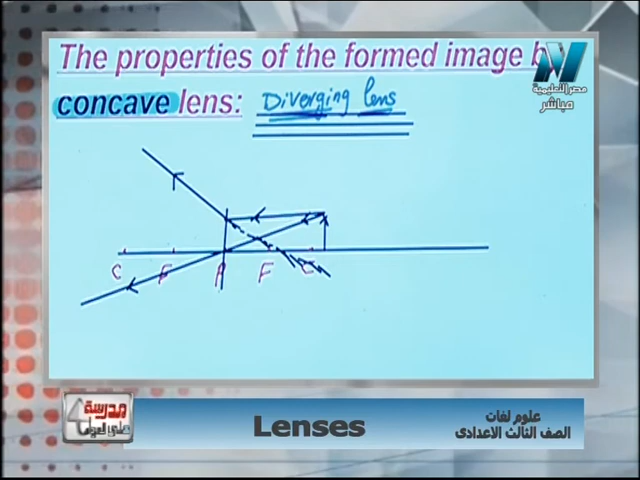 The properties of the formed image b
concave lens: Diverging lens
مصر التعليمية
مباشر
C F P F C
مدرسة
على الهواء
Lenses
علوم لغات
الصف الثالث الاعدادى